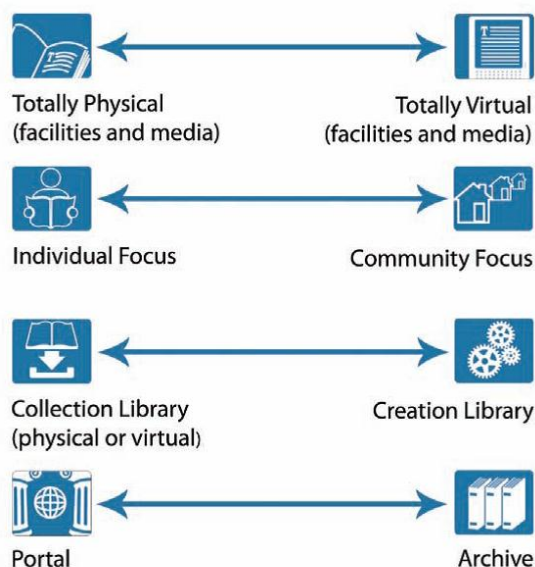 Totally Physical
(facilities and media)
Totally Virtual
(facilities and media)
Individual Focus
Community Focus
Collection Library
(physical or virtual)
Creation Library
Portal
Archive